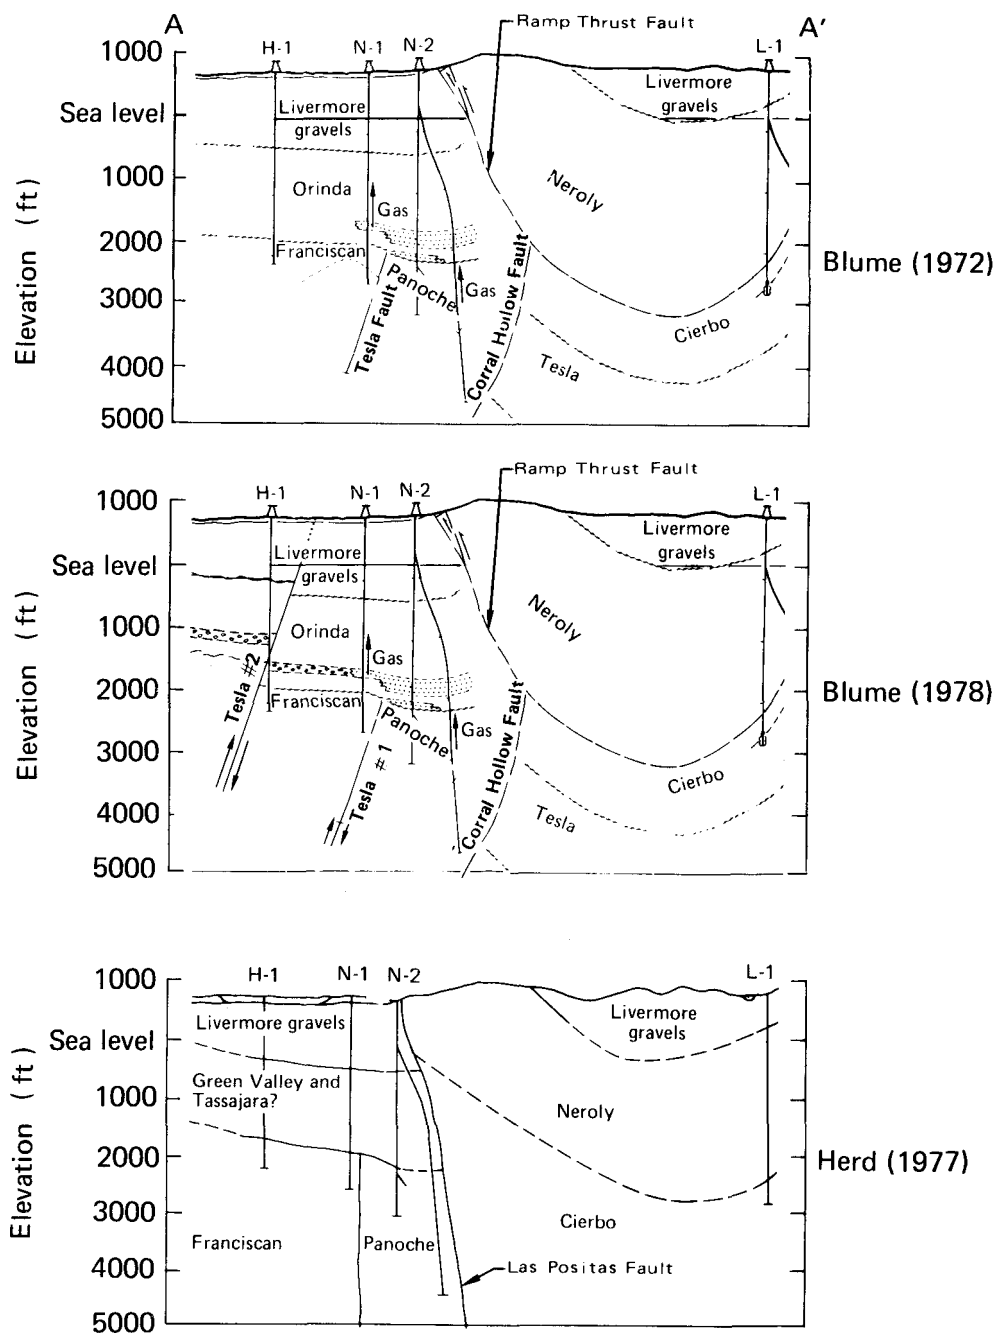 Ramp Thrust Fault
A
A′
H-1
N-1
N-2
L-1
1000
Sea level
1000
2000
3000
4000
5000
Elevation (ft)
Livermore
gravels
Livermore
gravels
Orinda
Gas
Neroly
Franciscan
Panoche
Gas
Tesla Fault
Corral Hollow Fault
Cierbo
Tesla
Blume (1972)
Ramp Thrust Fault
H-1
N-1
N-2
L-1
1000
Sea level
1000
2000
3000
4000
5000
Elevation (ft)
Livermore
gravels
Livermore
gravels
Orinda
Gas
Neroly
Tesla #2
Franciscan
Panoche
Gas
Tesla #1
Corral Hollow Fault
Cierbo
Tesla
Blume (1978)
H-1
N-1
N-2
L-1
1000
Sea level
1000
2000
3000
4000
5000
Elevation (ft)
Livermore gravels
Livermore
gravels
Green Valley and
Tassajara?
Neroly
Franciscan
Panoche
Cierbo
Las Positas Fault
Herd (1977)